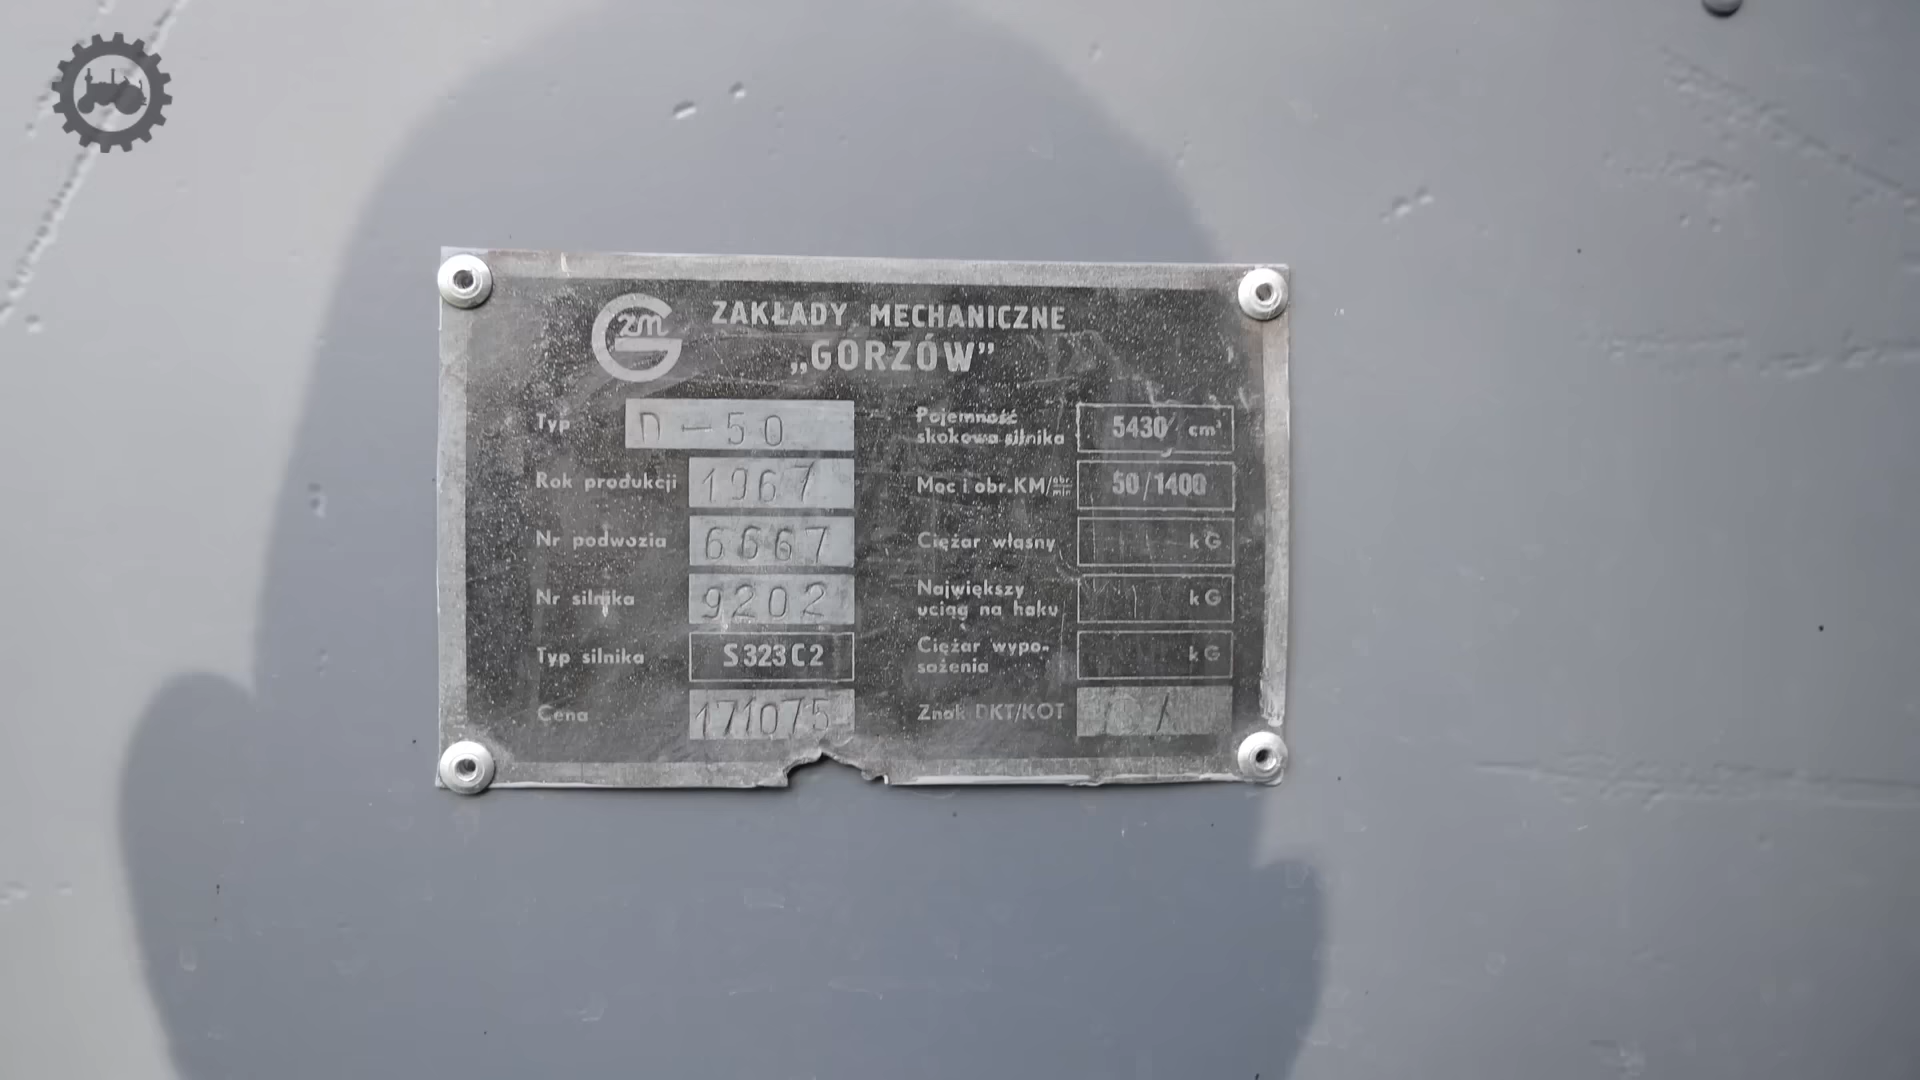 zm
ZAKŁADY MECHANICZNE
„GORZÓW”
Typ D-50
Rok produkcji 1967
Nr podwozia 6667
Nr silnika 9202
Typ silnika S323C2
Cena 171075
Pojemność
skokowa silnika 5430 cm³
Moc i obr. KM/obr/min 50/1400
Ciężar własny kG
Największy
uciąg na haku kG
Ciężar wypo-
sażenia kG
Znak DKT/KOT